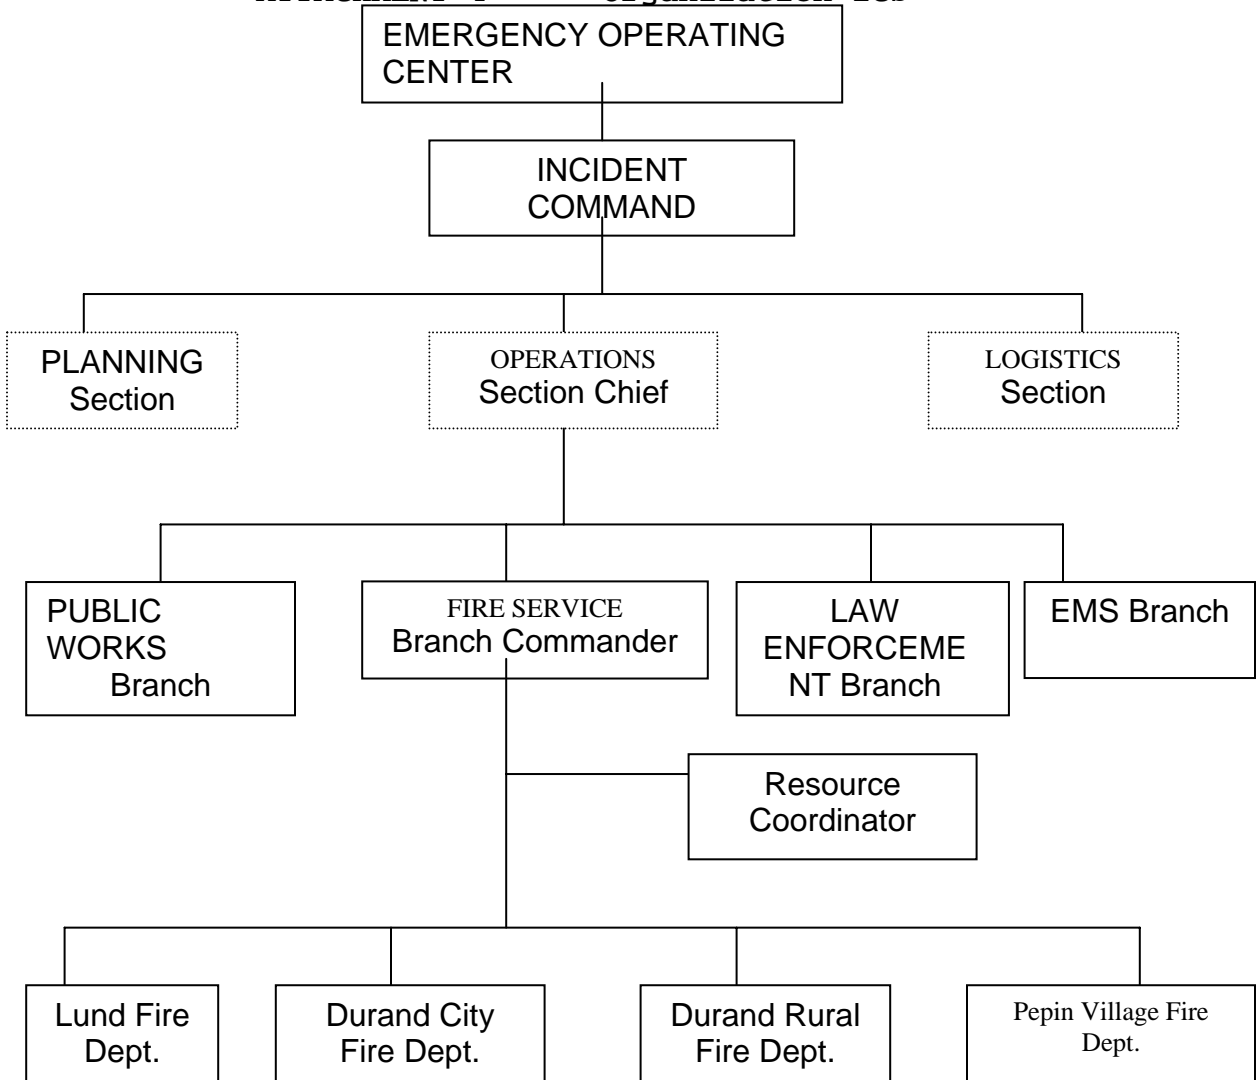 Organization ICS
EMERGENCY OPERATING
CENTER
INCIDENT
COMMAND
PLANNING
Section
OPERATIONS
Section Chief
LOGISTICS
Section
PUBLIC
WORKS
Branch
FIRE SERVICE
Branch Commander
LAW
ENFORCEME
NT Branch
EMS Branch
Resource
Coordinator
Lund Fire
Dept.
Durand City
Fire Dept.
Durand Rural
Fire Dept.
Pepin Village Fire
Dept.